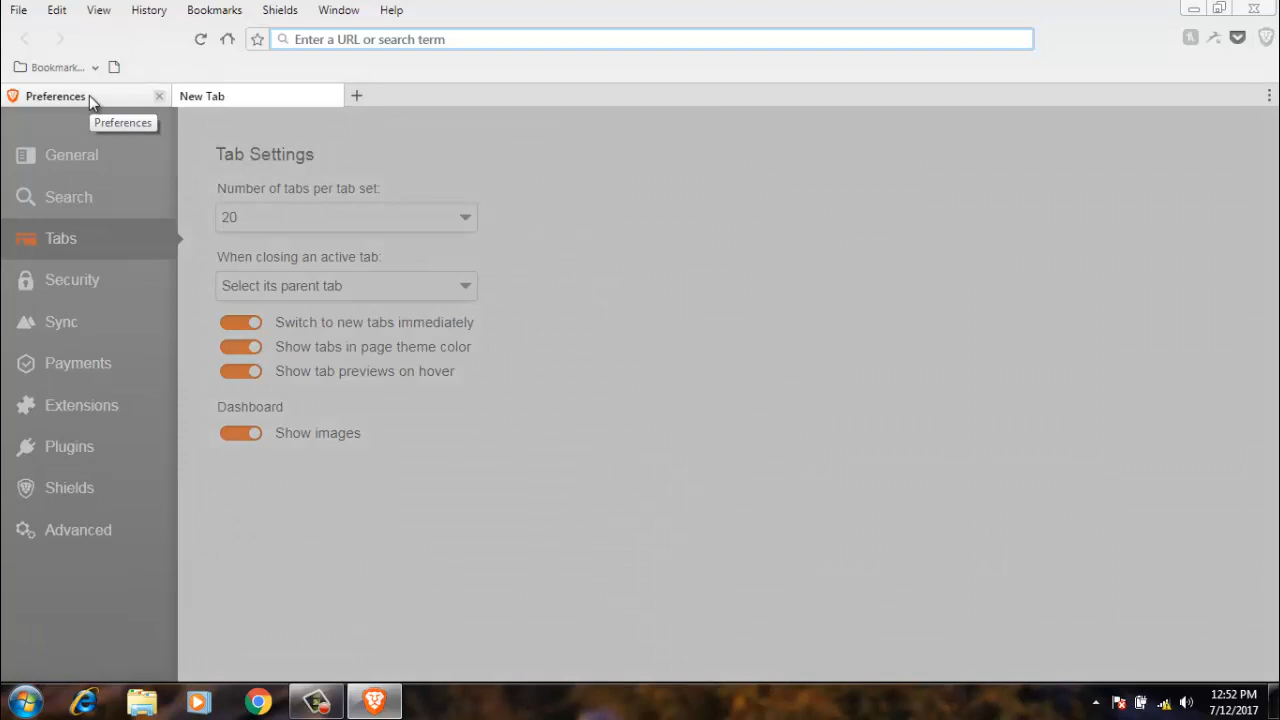 File Edit View History Bookmarks Shields Window Help
Enter a URL or search term
Bookmark...
Preferences New Tab
Preferences
General
Search
Tabs
Security
Sync
Payments
Extensions
Plugins
Shields
Advanced
Tab Settings
Number of tabs per tab set:
20
When closing an active tab:
Select its parent tab
Switch to new tabs immediately
Show tabs in page theme color
Show tab previews on hover
Dashboard
Show images
12:52 PM
7/12/2017